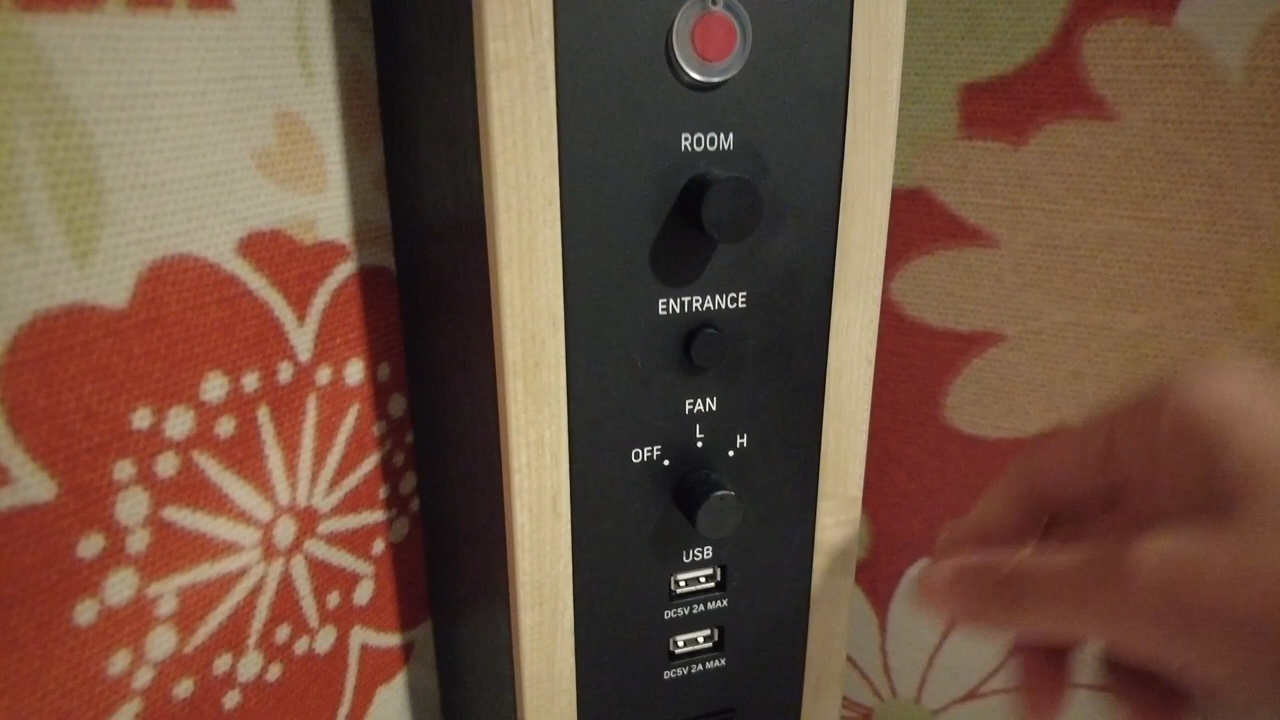 ROOM
ENTRANCE
FAN
L
OFF H
USB
DC5V 2A MAX
DC5V 2A MAX